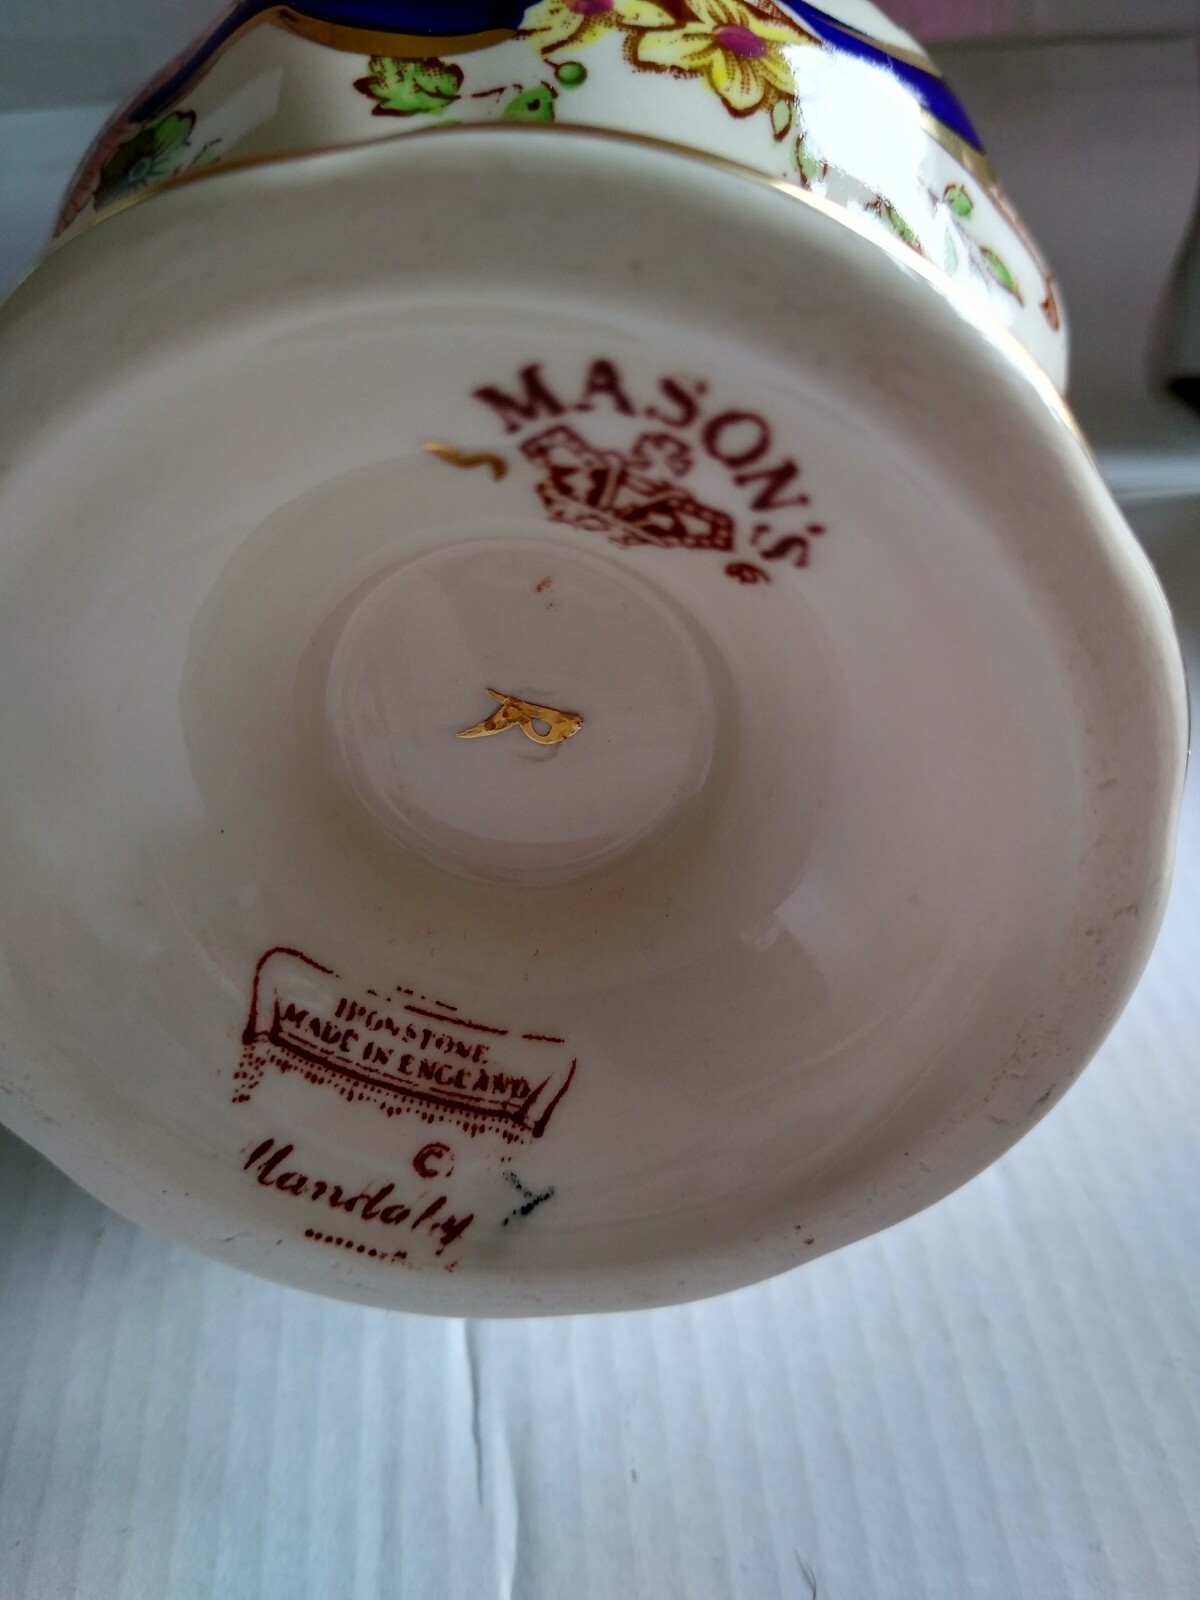 MASON'S
R
IRONSTONE
MADE IN ENGLAND
©
Mandalay